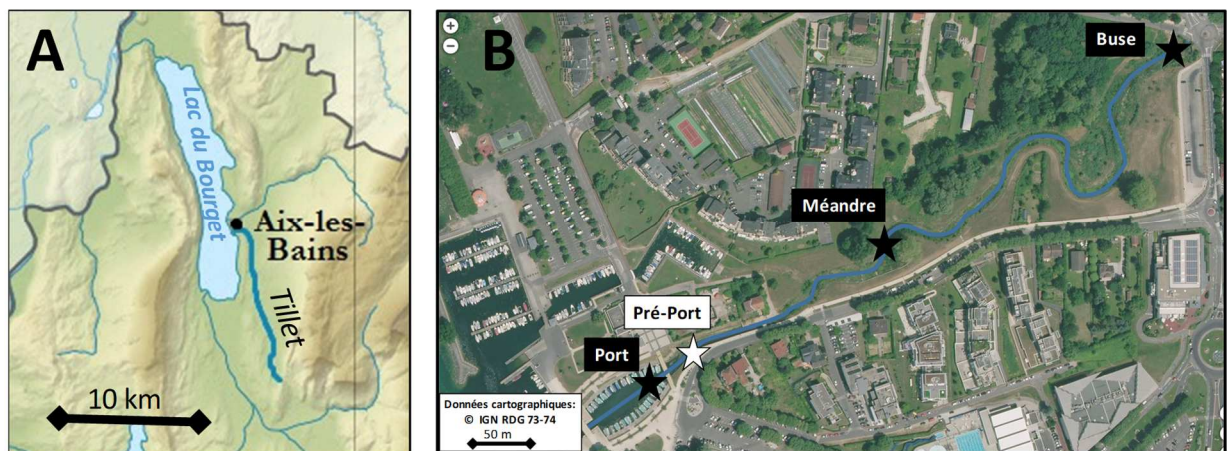 A
Lac du Bourget
Aix-les-
Bains
Tillet
10 km
B
+
-
Buse
Méandre
Pré-Port
Port
Données cartographiques:
© IGN RDG 73-74
50 m